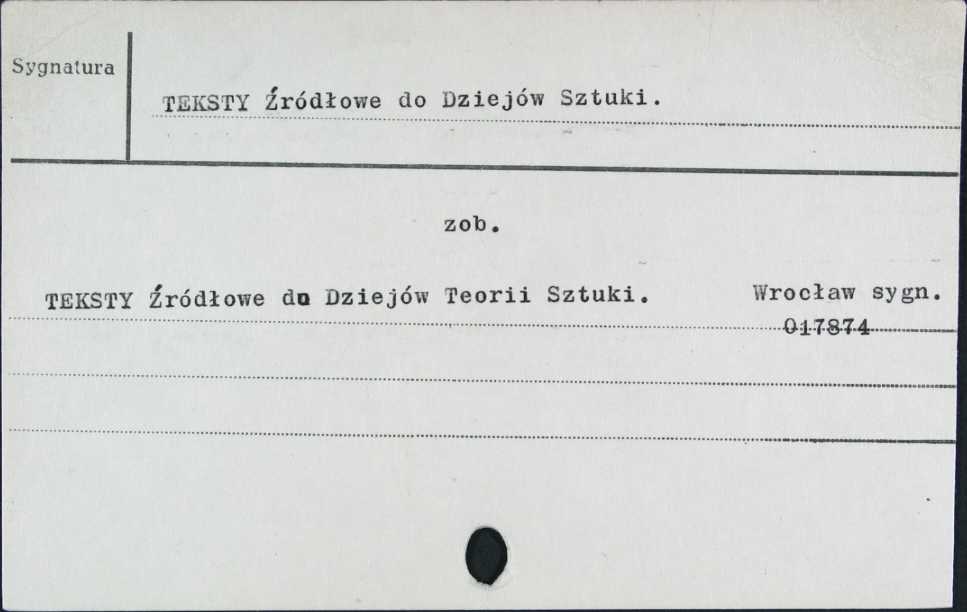 Sygnatura
TEKSTY Źródłowe do Dziejów Sztuki.
zob.
TEKSTY Źródłowe do Dziejów Teorii Sztuki. Wrocław sygn.
017874